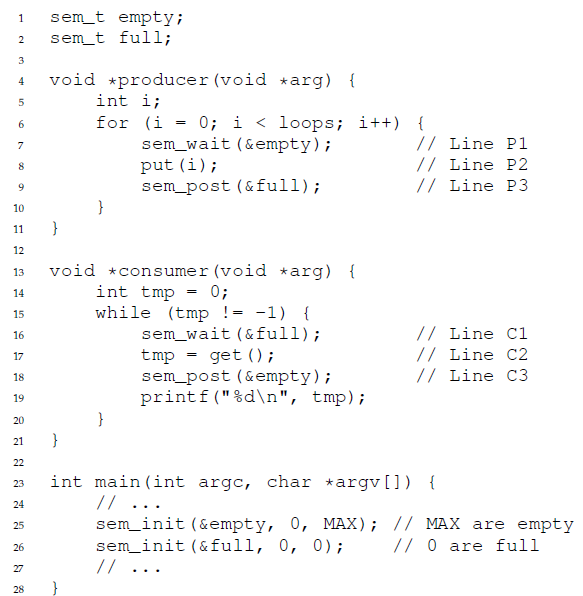 1 sem_t empty;
2 sem_t full;
3
4 void *producer(void *arg) {
5     int i;
6     for (i = 0; i < loops; i++) {
7         sem_wait(&empty);        // Line P1
8         put(i);                  // Line P2
9         sem_post(&full);         // Line P3
10     }
11 }
12
13 void *consumer(void *arg) {
14     int tmp = 0;
15     while (tmp != -1) {
16         sem_wait(&full);         // Line C1
17         tmp = get();             // Line C2
18         sem_post(&empty);        // Line C3
19         printf("%d\n", tmp);
20     }
21 }
22
23 int main(int argc, char *argv[]) {
24     // ...
25     sem_init(&empty, 0, MAX); // MAX are empty
26     sem_init(&full, 0, 0);    // 0 are full
27     // ...
28 }